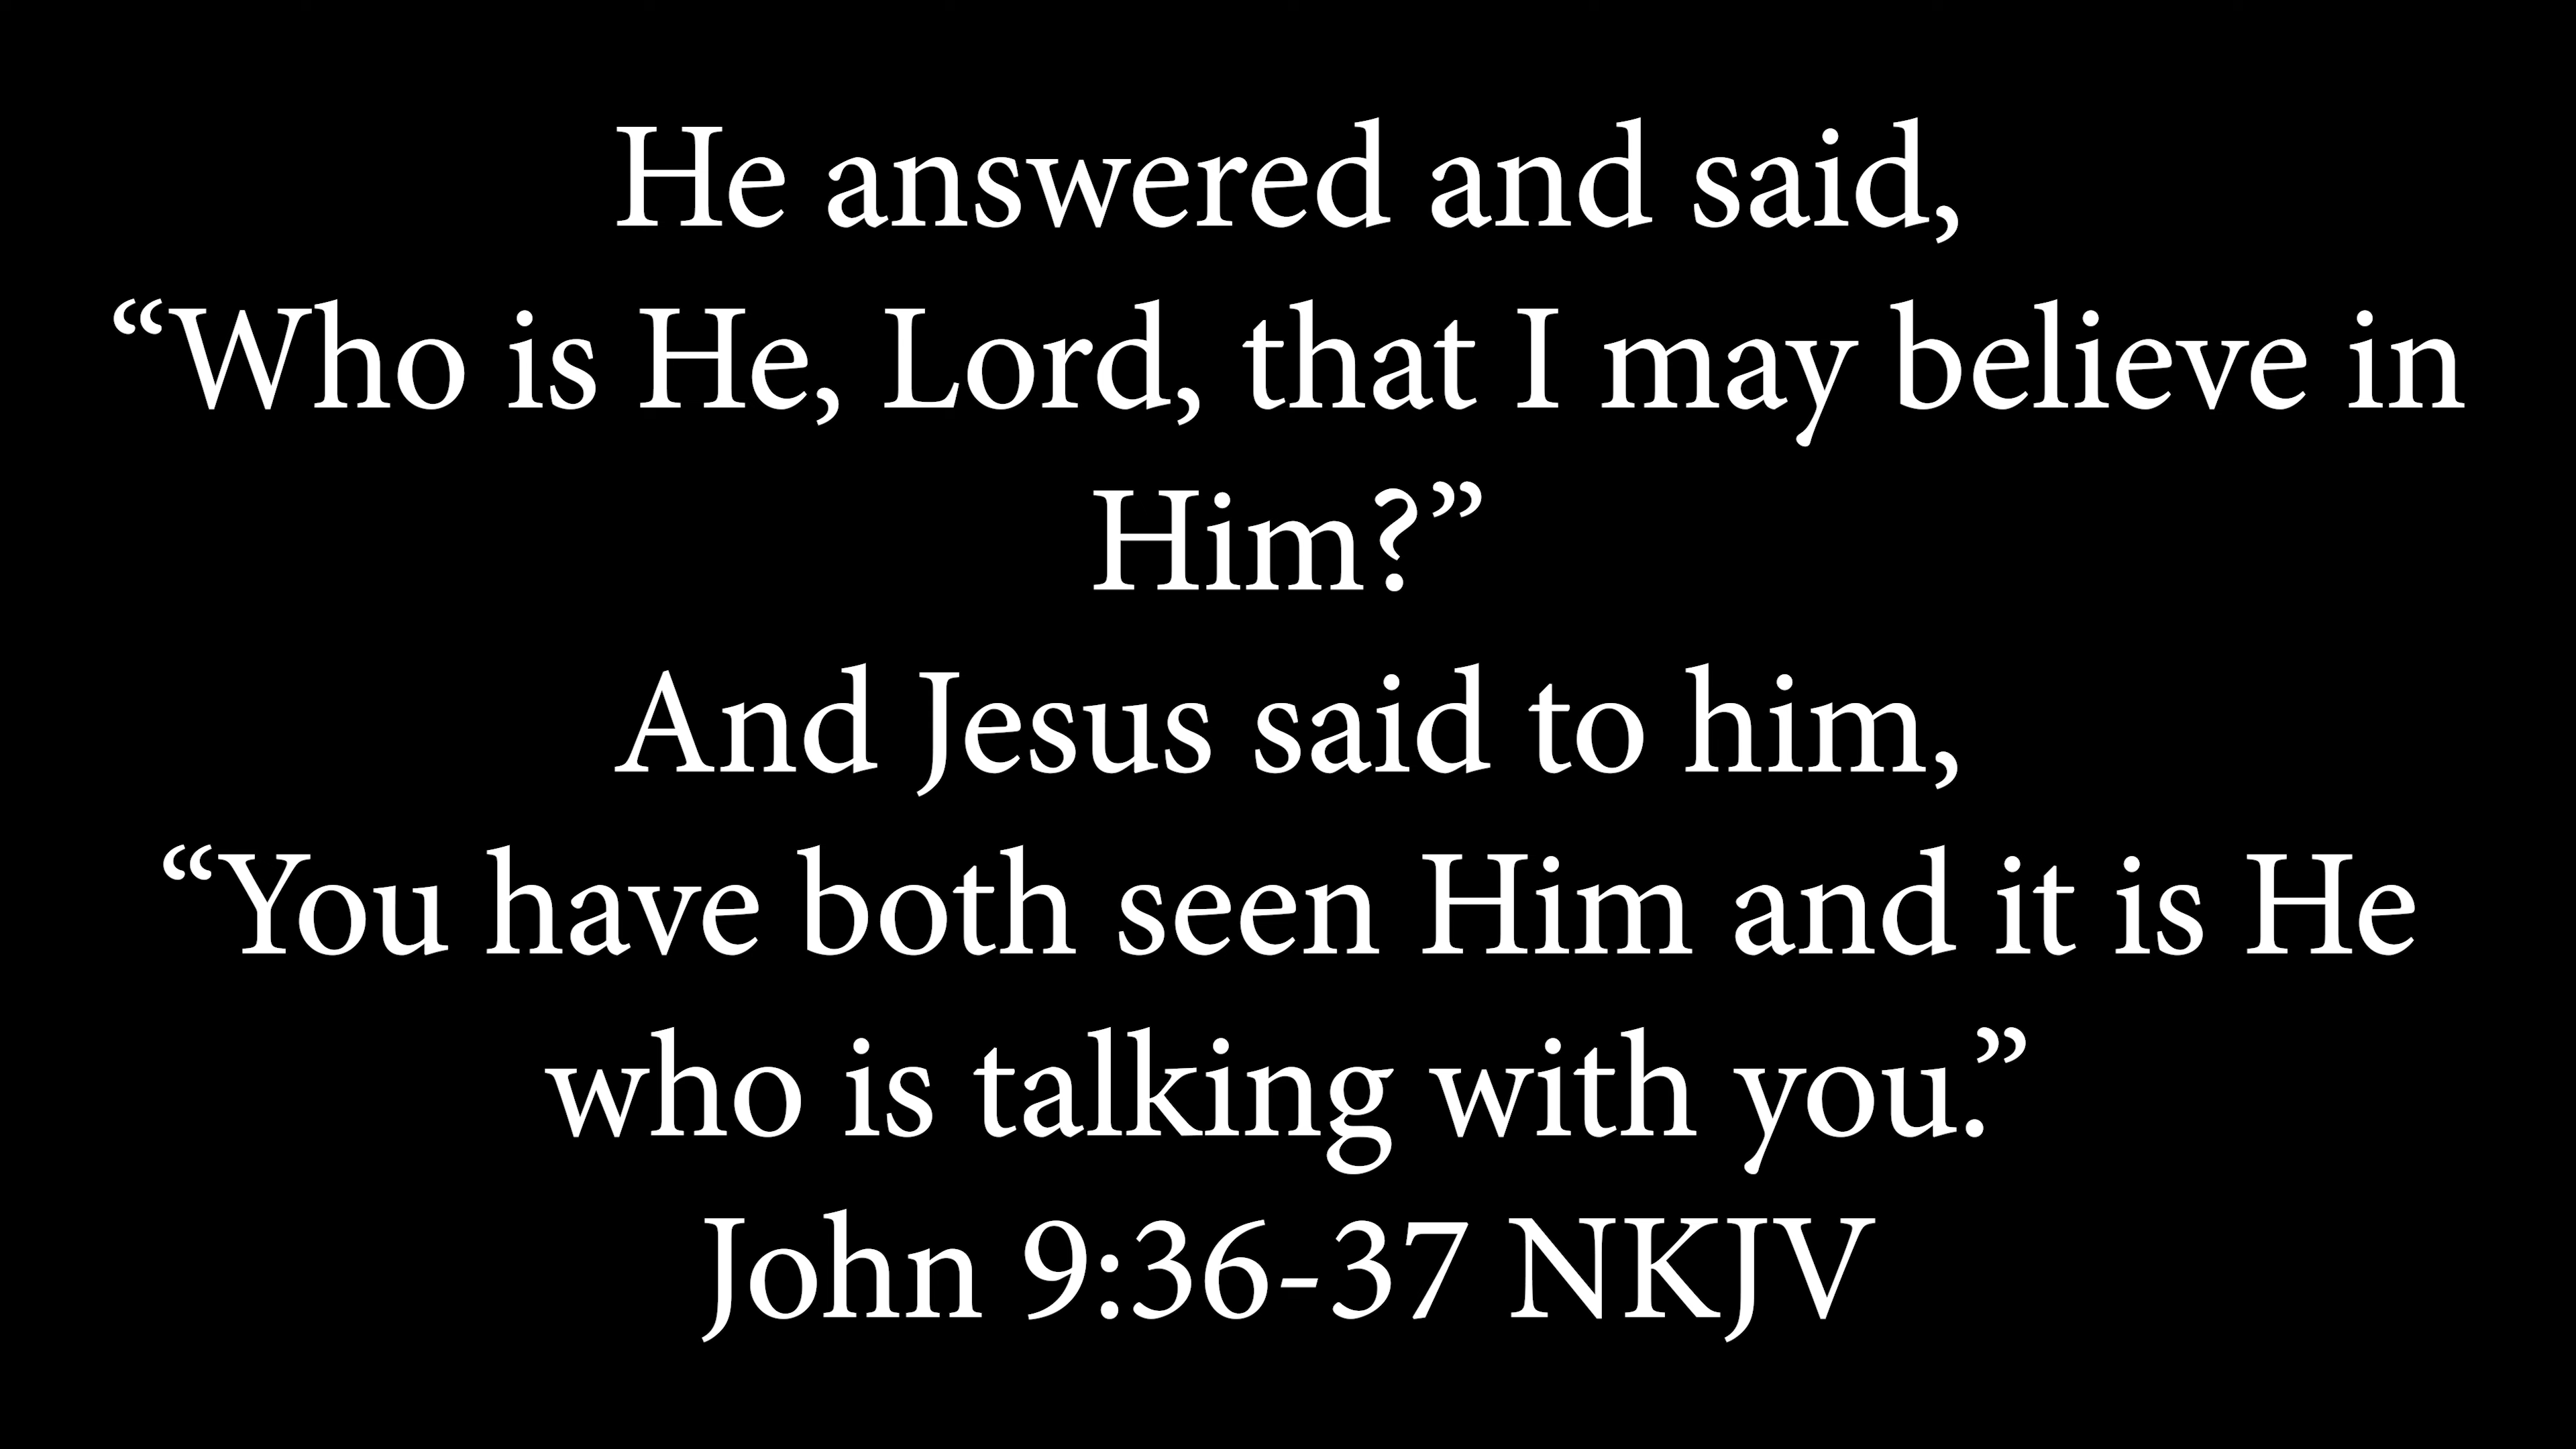 He answered and said,
“Who is He, Lord, that I may believe in
Him?”
And Jesus said to him,
“You have both seen Him and it is He
who is talking with you.”
John 9:36-37 NKJV